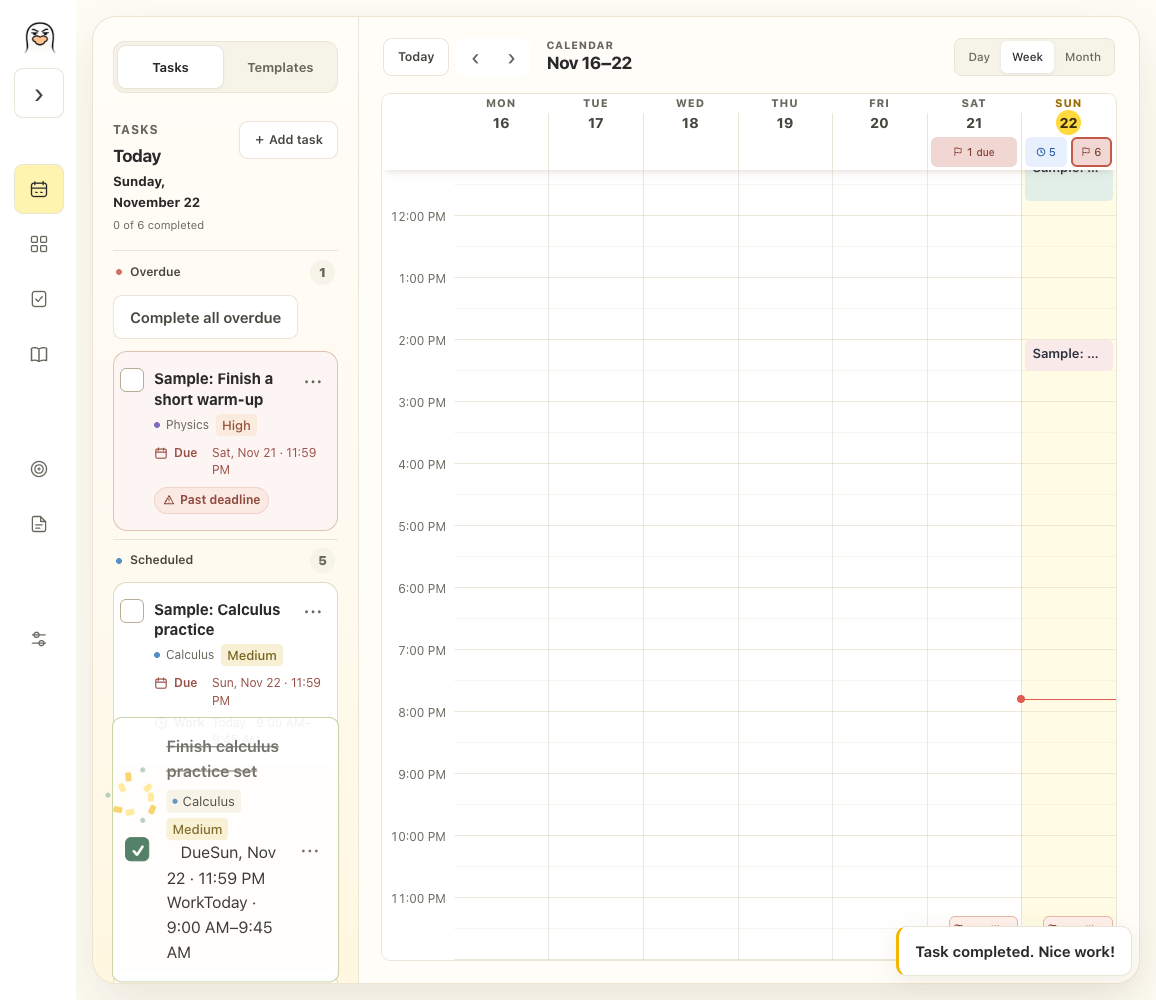 Tasks
Templates
TASKS
Today
Sunday,
November 22
0 of 6 completed
+ Add task
Overdue
1
Complete all overdue
Sample: Finish a
short warm-up
Physics
High
Due
Sat, Nov 21 · 11:59
PM
Past deadline
Scheduled
5
Sample: Calculus
practice
Calculus
Medium
Due
Sun, Nov 22 · 11:59
PM
Work Today · 9:00 AM–
Finish calculus
practice set
Calculus
Medium
DueSun, Nov
22 · 11:59 PM
WorkToday ·
9:00 AM–9:45
AM
Today
CALENDAR
Nov 16–22
Day
Week
Month
MON
16
TUE
17
WED
18
THU
19
FRI
20
SAT
21
SUN
22
1 due
5
6
Sample: ...
12:00 PM
1:00 PM
2:00 PM
Sample: ...
3:00 PM
4:00 PM
5:00 PM
6:00 PM
7:00 PM
8:00 PM
9:00 PM
10:00 PM
11:00 PM
Task completed. Nice work!